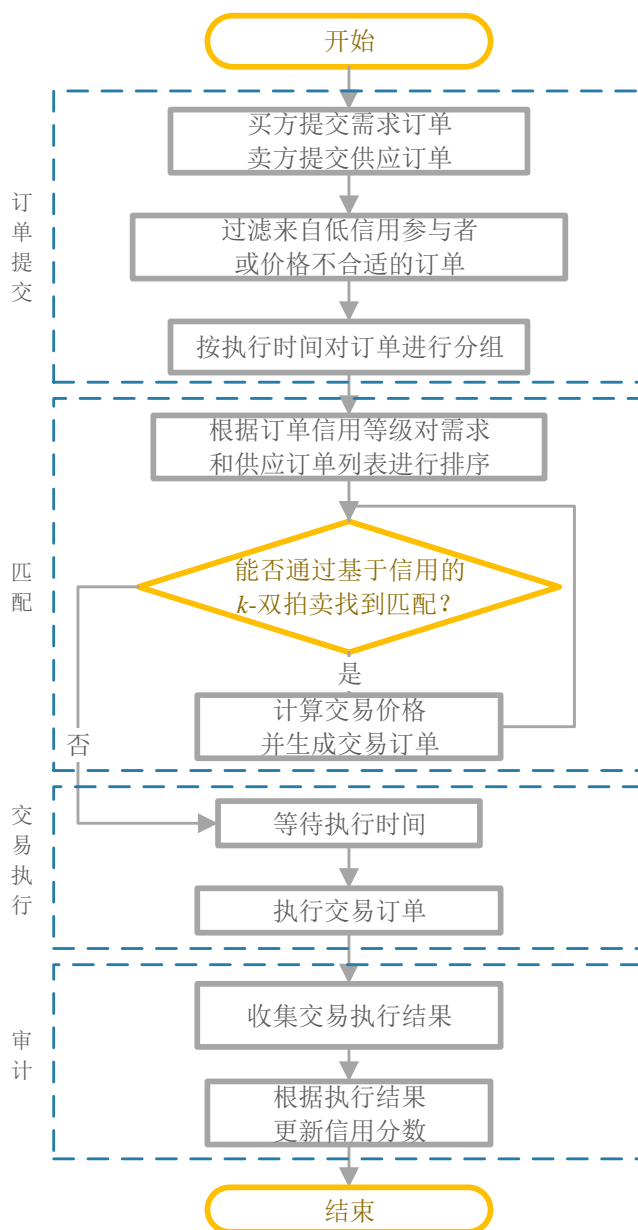 开始
订单提交
买方提交需求订单
卖方提交供应订单
过滤来自低信用参与者
或价格不合适的订单
按执行时间对订单进行分组
匹配
根据订单信用等级对需求
和供应订单列表进行排序
能否通过基于信用的
k-双拍卖找到匹配？
是
计算交易价格
并生成交易订单
否
交易执行
等待执行时间
执行交易订单
审计
收集交易执行结果
根据执行结果
更新信用分数
结束